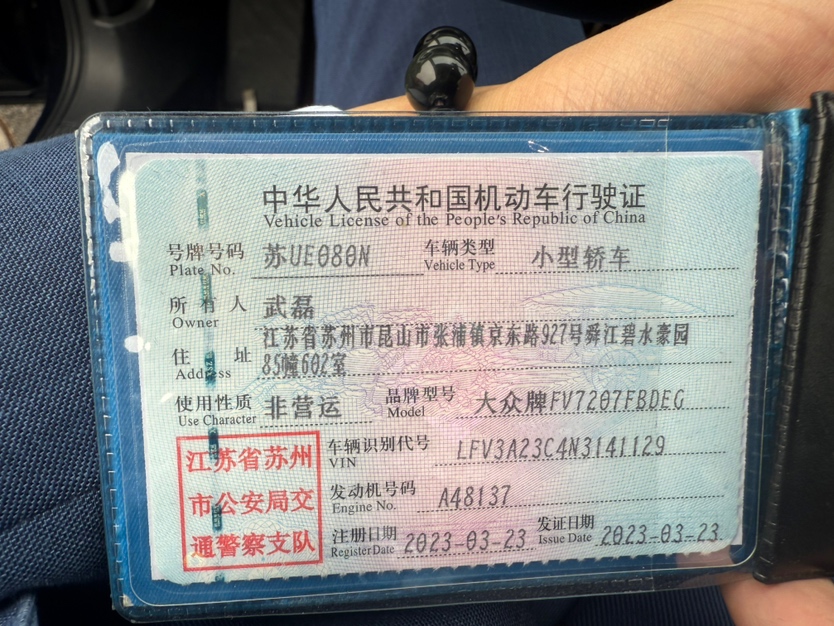 中华人民共和国机动车行驶证
Vehicle License of the People's Republic of China
号牌号码 苏UE080N 车辆类型 小型轿车
Plate No. Vehicle Type
所有人 武磊
Owner
江苏省苏州市昆山市张浦镇京东路927号舜江碧水豪园
住址 85幢602室
Address
使用性质 非营运 品牌型号 大众牌FV7207FBDEG
Use Character Model
江苏省苏州
市公安局交
通警察支队
车辆识别代号 LFV3A23C4N3141129
VIN
发动机号码 A48137
Engine No.
注册日期 2023-03-23 发证日期 2023-03-23
Register Date Issue Date